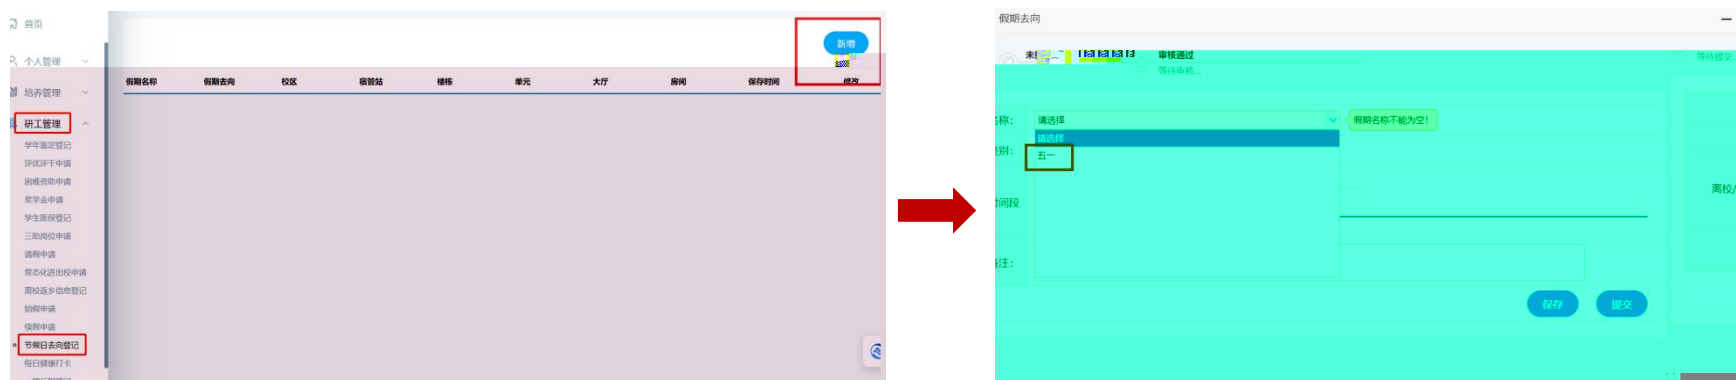 首页
个人管理
培养管理
研工管理
学年鉴定登记
评优评干申请
困难资助申请
奖学金申请
学生医保登记
三助岗位申请
请假申请
常态化进出校申请
离校返乡信息登记
销假申请
续假申请
节假日去向登记
每日健康打卡
新增
假期名称 假期去向 校区 宿管站 楼栋 单元 大厅 房间 保存时间 修改
假期去向
审核通过
等待审核...
等待提交...
名称: 请选择 假期名称不能为空!
请选择
类别:
五一
时间段
离校/
备注:
保存 提交